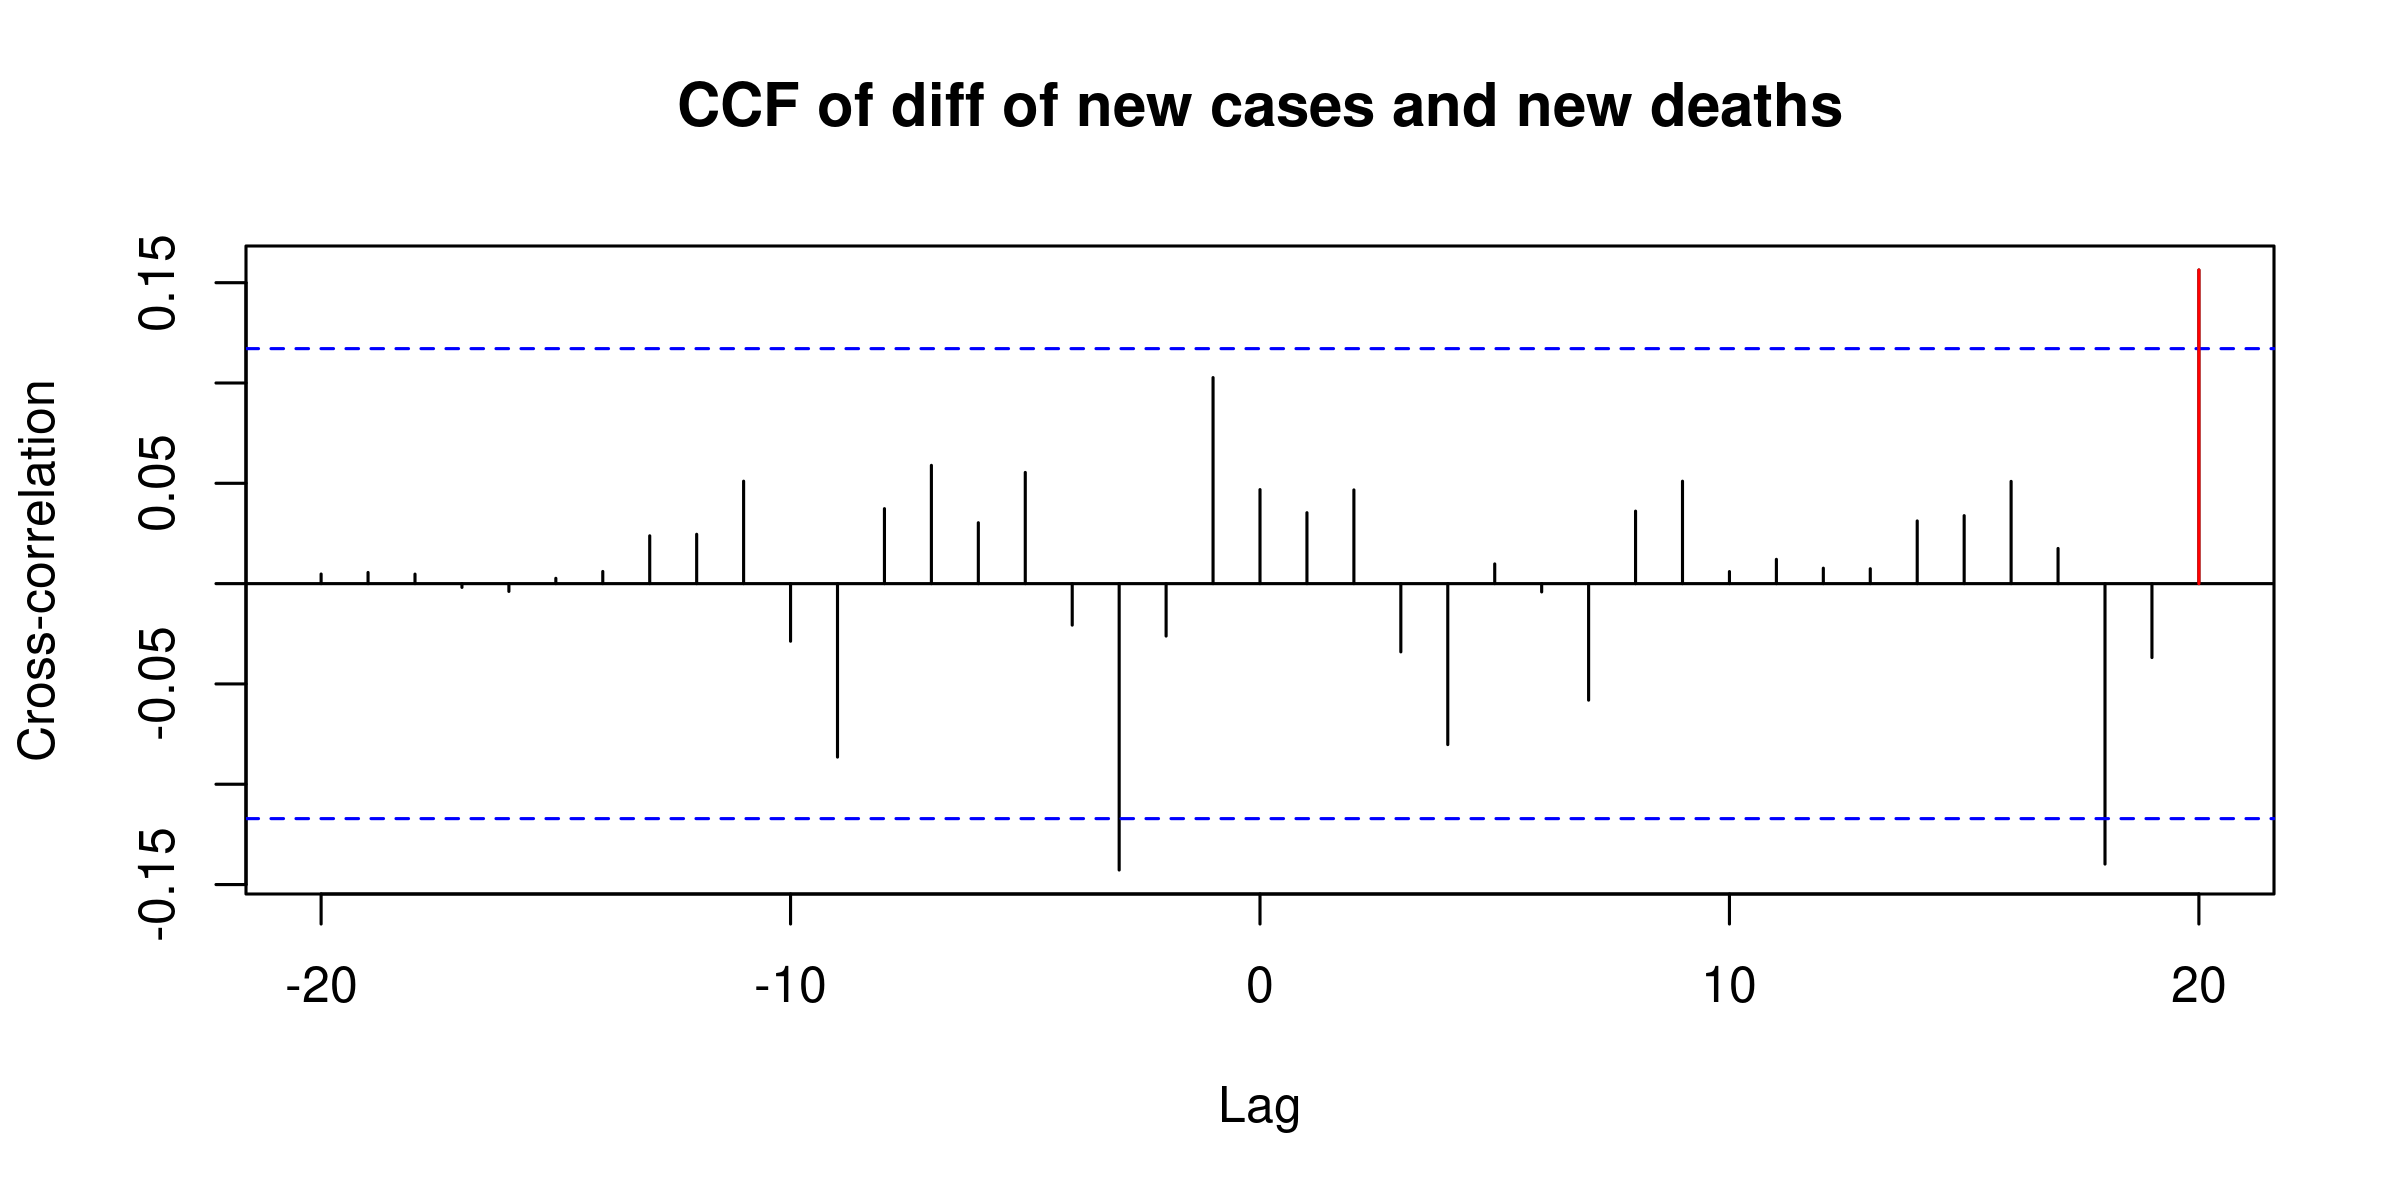 CCF of diff of new cases and new deaths
Cross-correlation
0.15
0.05
-0.05
-0.15
-20 -10 0 10 20
Lag